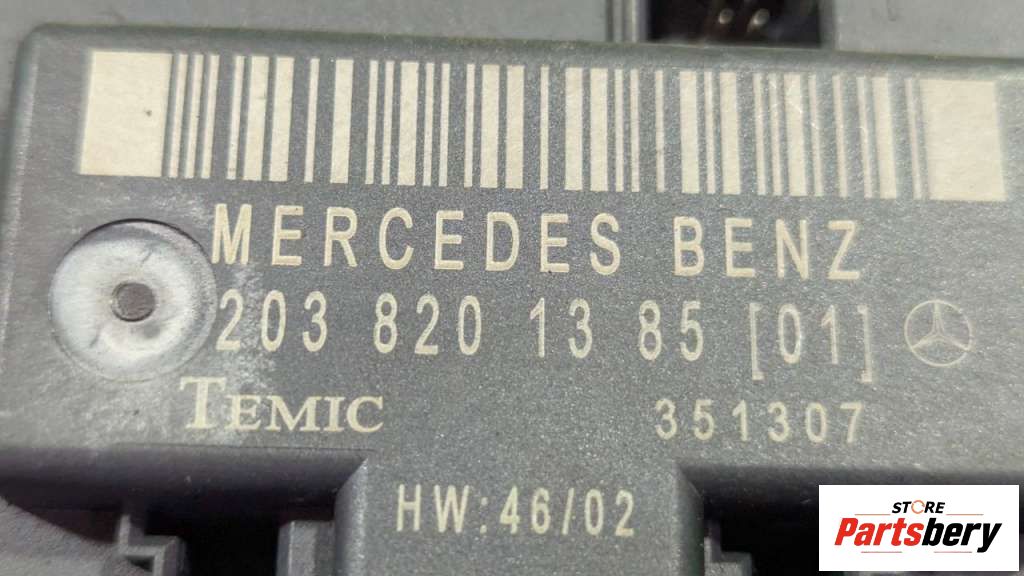 MERCEDES BENZ
203 820 13 85 [01]
TEMIC 351307
HW:46/02
STORE
Partsbery